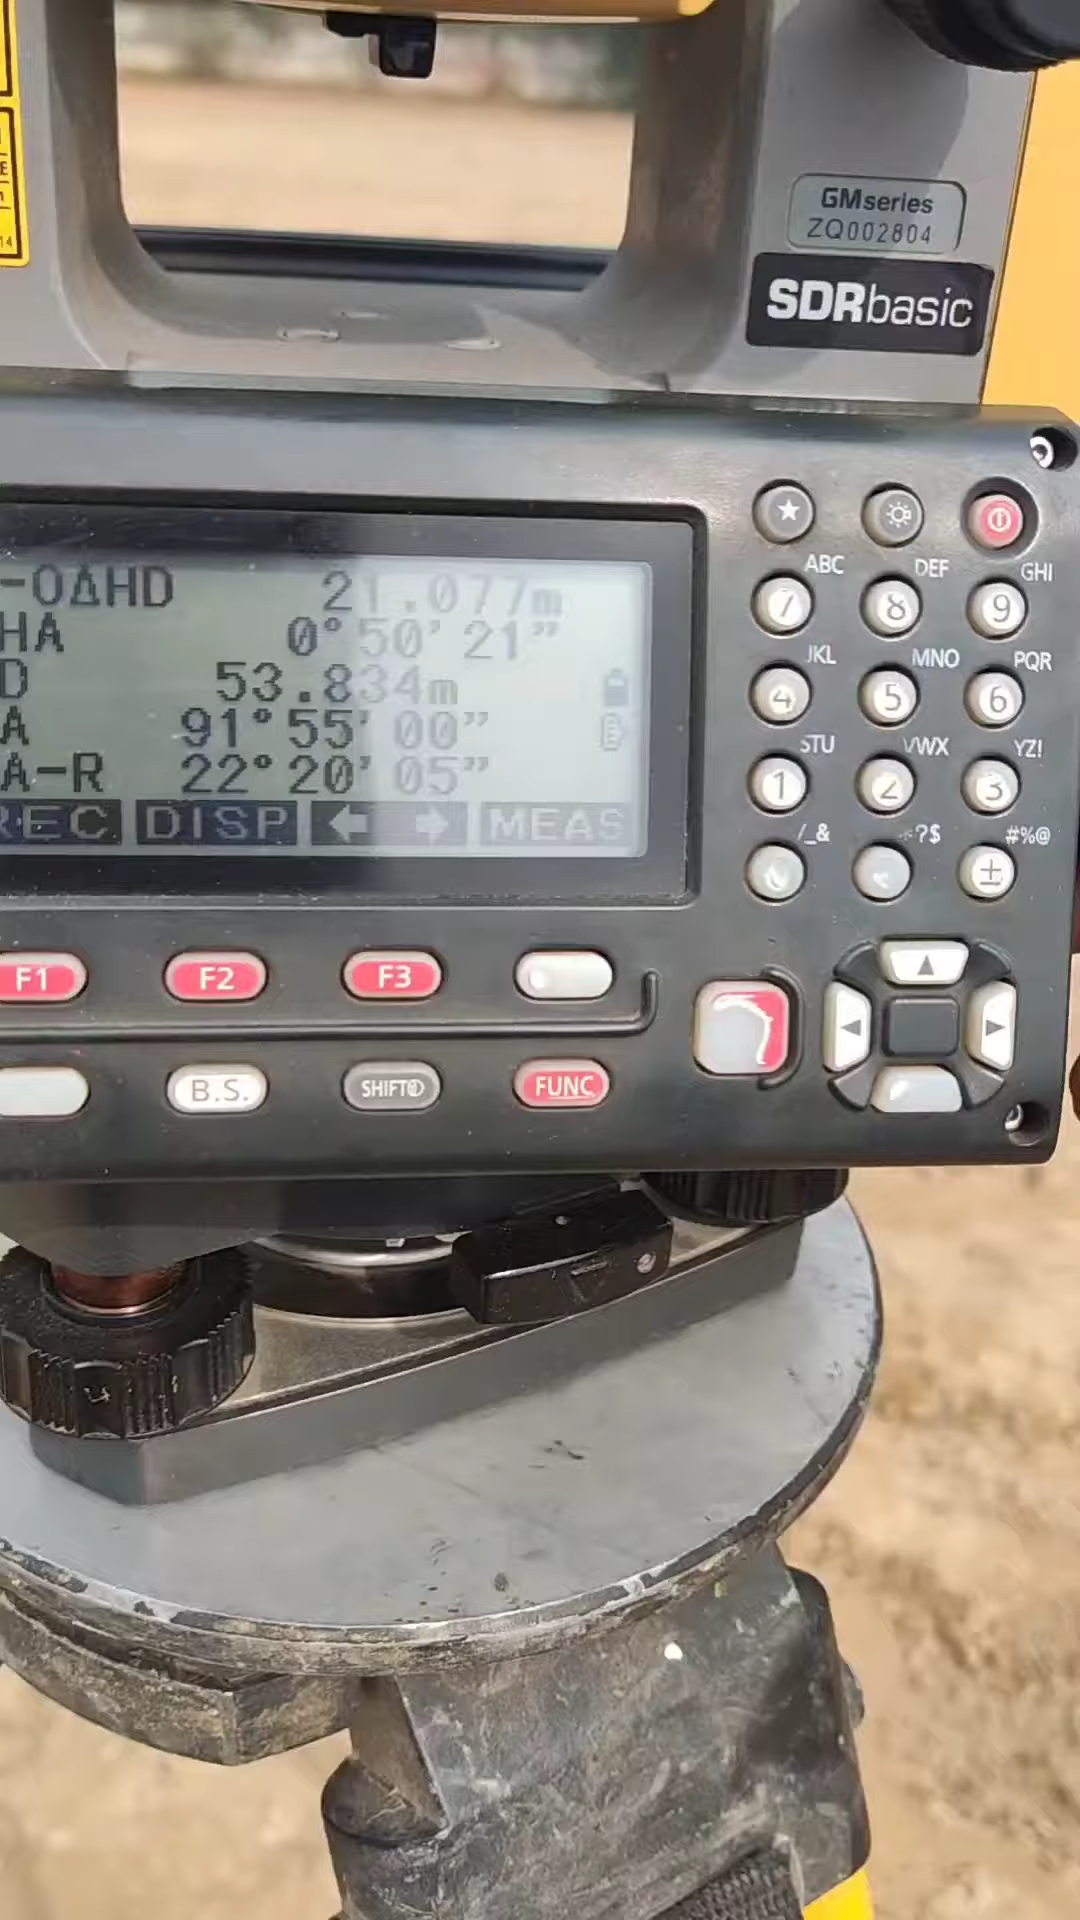 GMseries
ZQ002804
SDRbasic
-OΔHD 21.077m
HA 0°50'21"
D 53.834m
A 91°55'00"
A-R 22°20'05"
REC DISP ← → MEAS
ABC DEF GHI
7 8 9
JKL MNO PQR
4 5 6
STU VWX YZ!
1 2 3
/_& *?$ #%@
±
F1 F2 F3
B.S. SHIFT FUNC
14